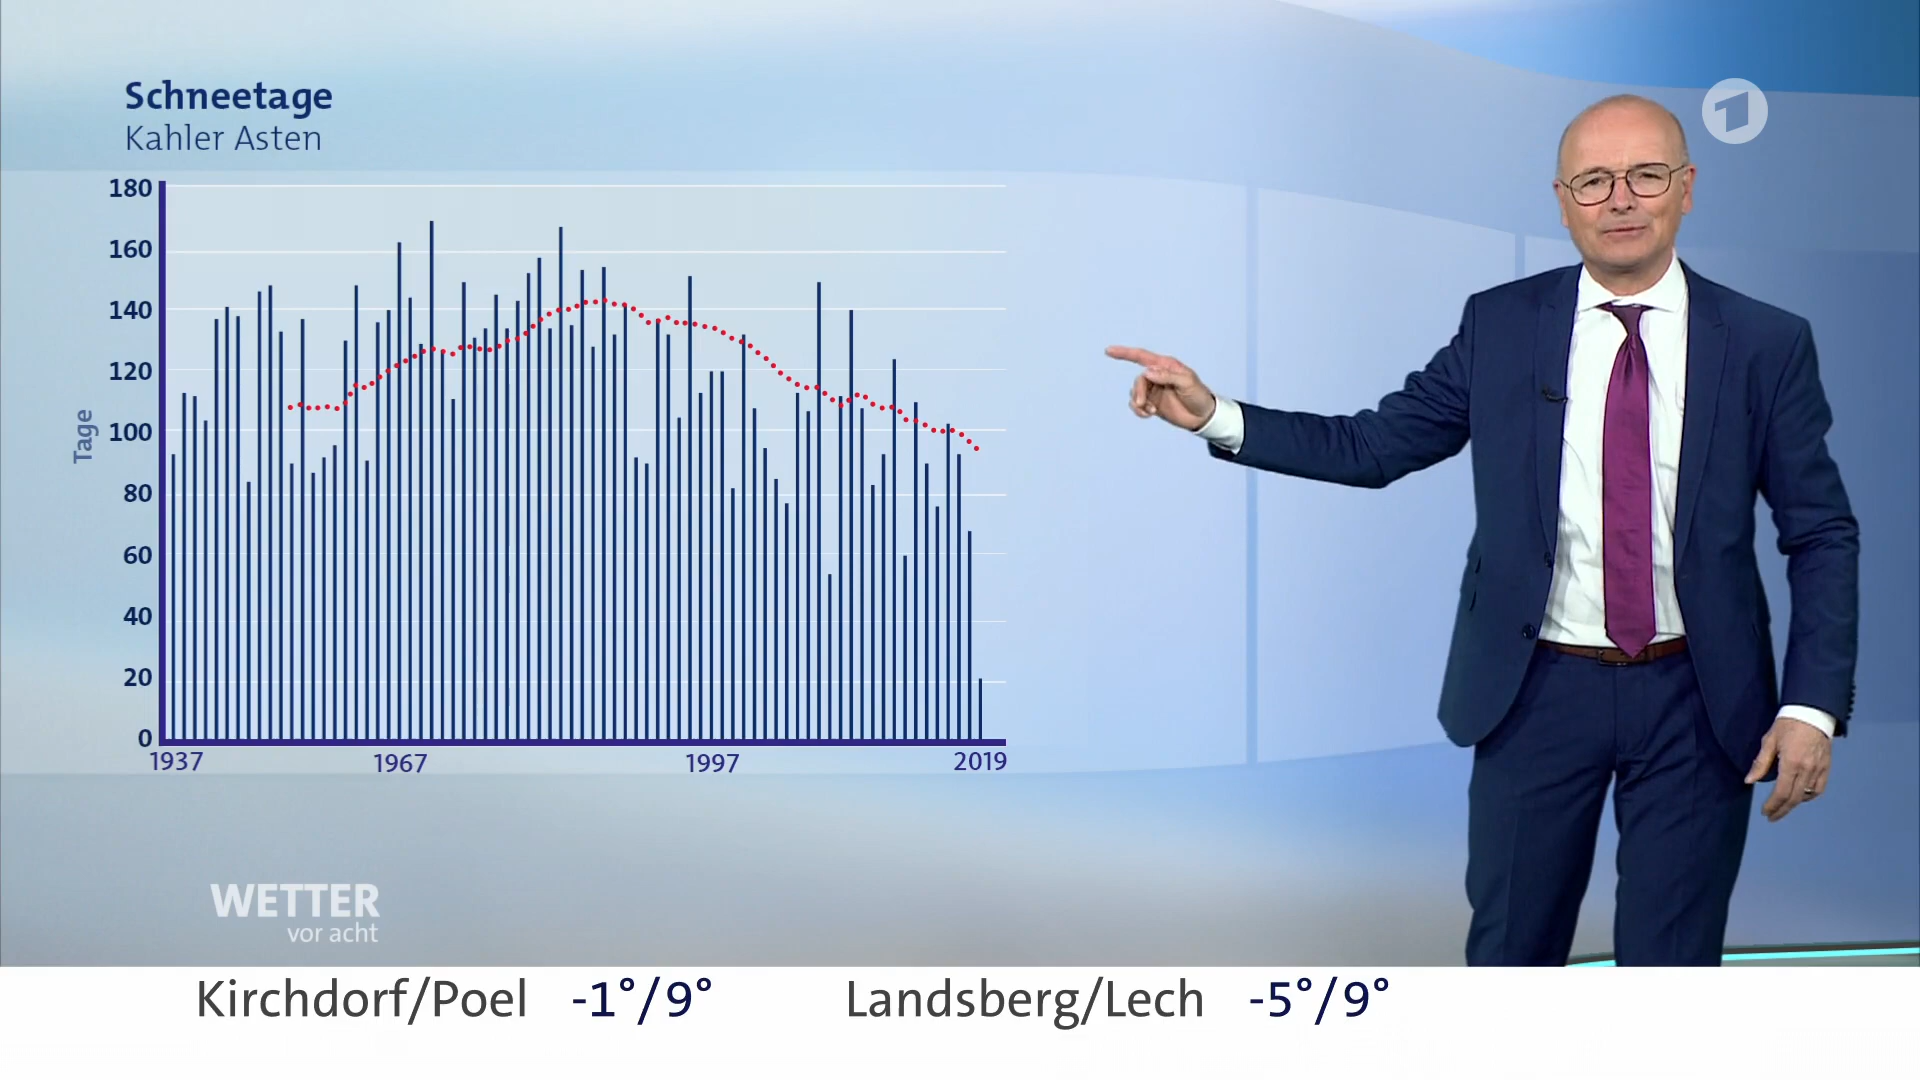 Schneetage
Kahler Asten
180
160
140
120
100
80
60
40
20
0
Tage
1937 1967 1997 2019
WETTER
vor acht
Kirchdorf/Poel -1°/9° Landsberg/Lech -5°/9°